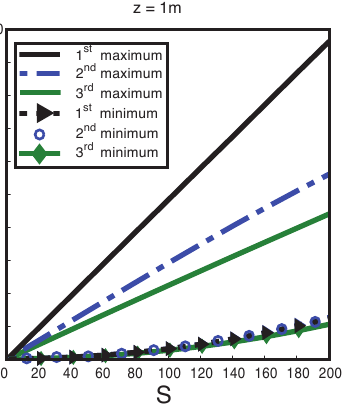 z = 1m
0
1st maximum
2nd maximum
3rd maximum
1st minimum
2nd minimum
3rd minimum
0 20 40 60 80 100 120 140 160 180 200
S